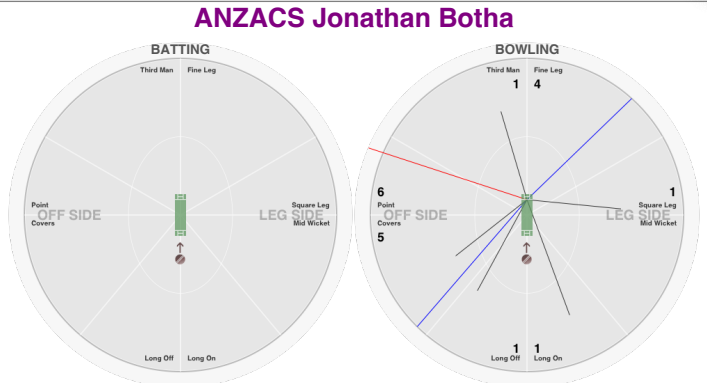 ANZACS Jonathan Botha
BATTING
Third Man
Fine Leg
Point
OFF SIDE
Covers
Square Leg
LEG SIDE
Mid Wicket
Long Off
Long On
BOWLING
Third Man
Fine Leg
1
4
6
Point
OFF SIDE
Covers
5
1
Square Leg
LEG SIDE
Mid Wicket
1
1
Long Off
Long On